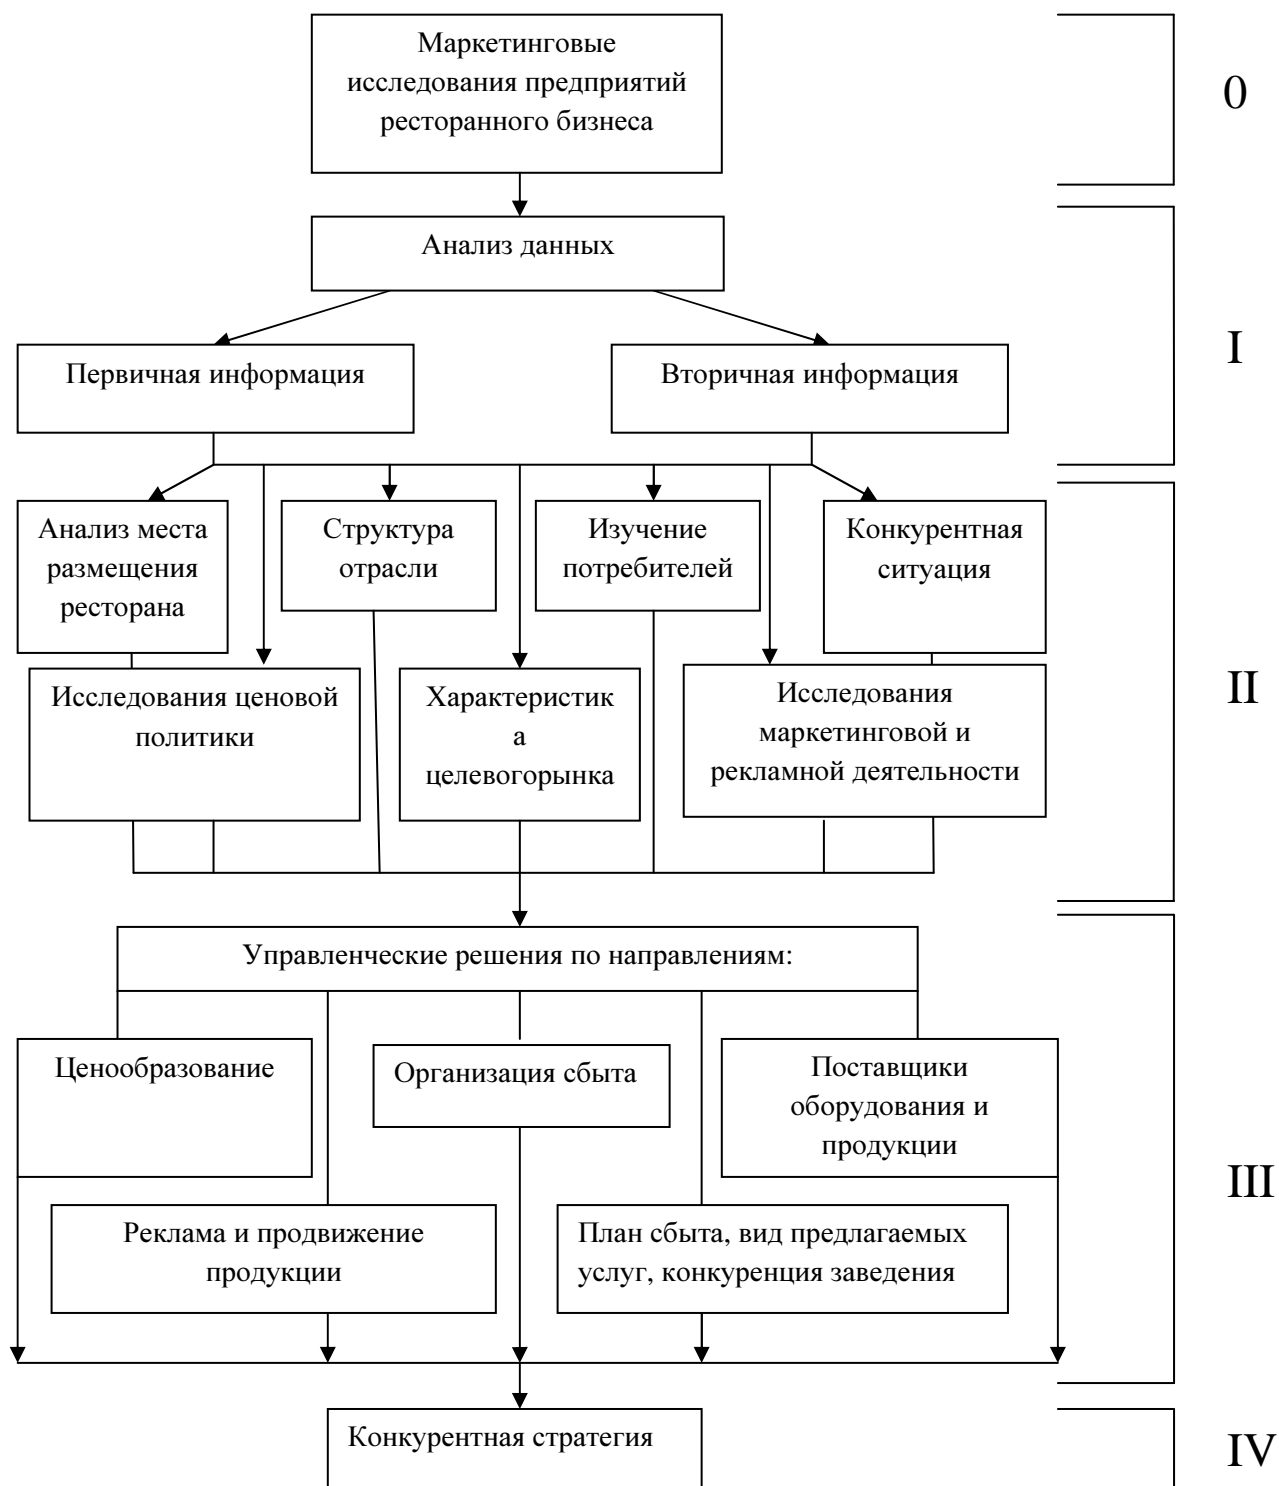 Маркетинговые
исследования предприятий
ресторанного бизнеса
0
Анализ данных
I
Первичная информация
Вторичная информация
Анализ места
размещения
ресторана
Структура
отрасли
Изучение
потребителей
Конкурентная
ситуация
II
Исследования ценовой
политики
Характеристик
а
целевогорынка
Исследования
маркетинговой и
рекламной деятельности
Управленческие решения по направлениям:
Ценообразование
Организация сбыта
Поставщики
оборудования и
продукции
III
Реклама и продвижение
продукции
План сбыта, вид предлагаемых
услуг, конкуренция заведения
Конкурентная стратегия
IV